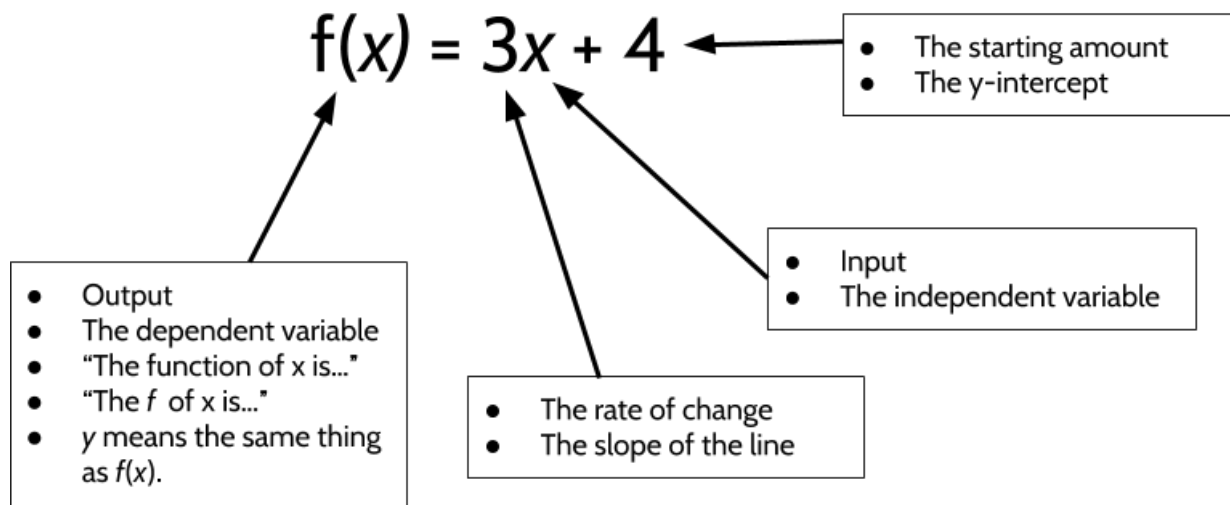 f(x) = 3x + 4
● The starting amount
● The y-intercept
● Input
● The independent variable
● Output
● The dependent variable
● “The function of x is...”
● “The f of x is...”
● y means the same thing
as f(x).
● The rate of change
● The slope of the line